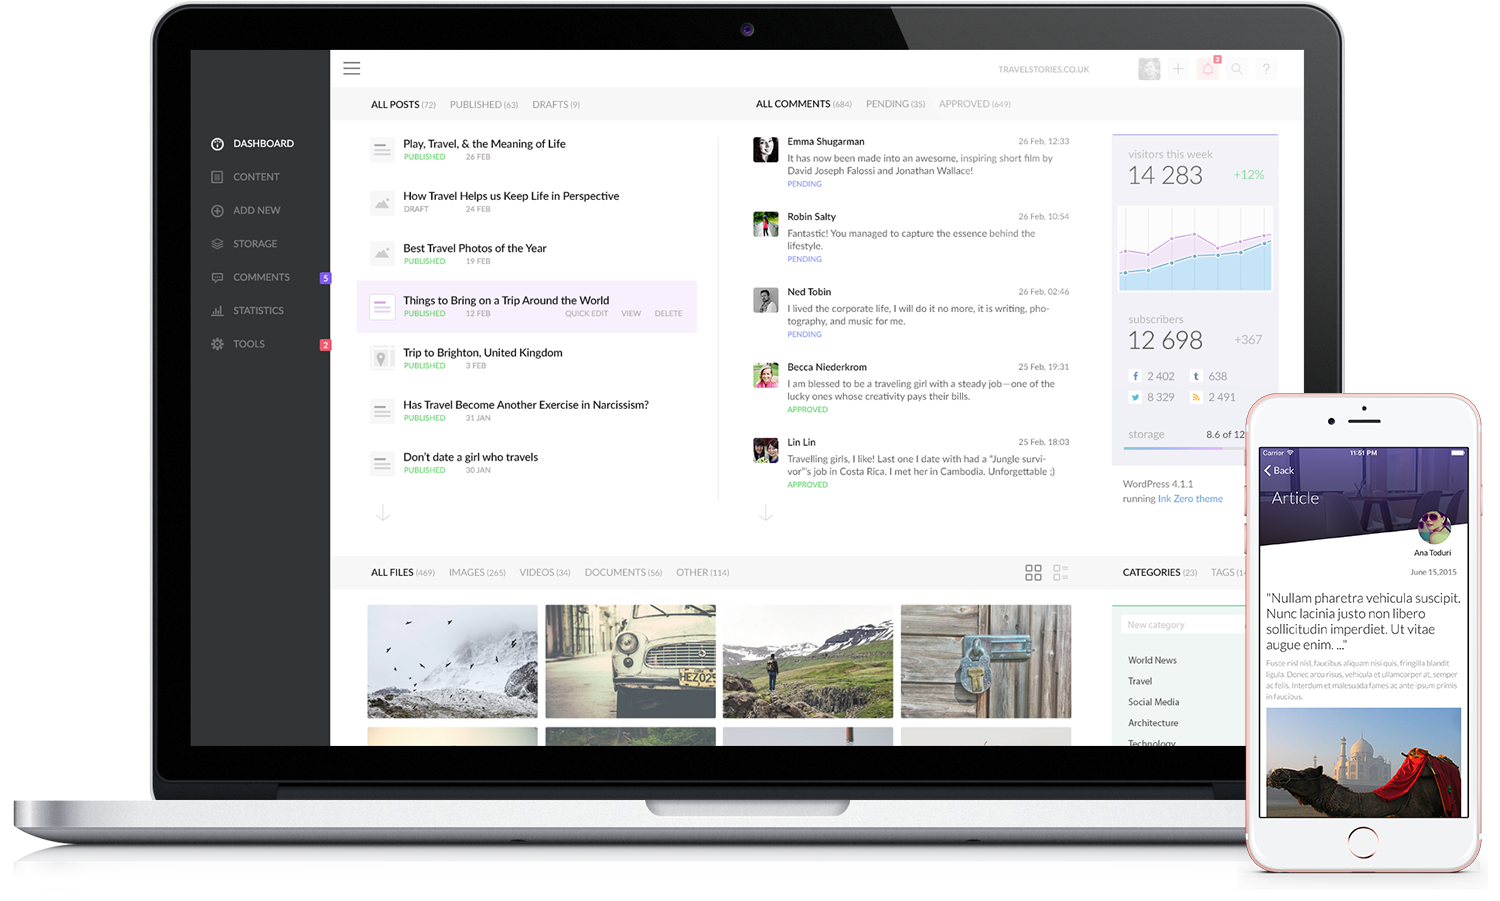 TRAVELSTORIES.CO.UK
3
?
DASHBOARD
CONTENT
ADD NEW
STORAGE
COMMENTS 5
STATISTICS
TOOLS 2
ALL POSTS (72) PUBLISHED (63) DRAFTS (9)
Play, Travel, & the Meaning of Life
PUBLISHED 26 FEB
How Travel Helps us Keep Life in Perspective
DRAFT 24 FEB
Best Travel Photos of the Year
PUBLISHED 19 FEB
Things to Bring on a Trip Around the World
PUBLISHED 12 FEB QUICK EDIT VIEW DELETE
Trip to Brighton, United Kingdom
PUBLISHED 3 FEB
Has Travel Become Another Exercise in Narcissism?
PUBLISHED 31 JAN
Don't date a girl who travels
PUBLISHED 30 JAN
ALL COMMENTS (684) PENDING (35) APPROVED (649)
Emma Shugarman 26 Feb, 12:33
It has now been made into an awesome, inspiring short film by
David Joseph Falossi and Jonathan Wallace!
PENDING
Robin Salty 26 Feb, 10:54
Fantastic! You managed to capture the essence behind the
lifestyle.
PENDING
Ned Tobin 26 Feb, 02:46
I lived the corporate life, I will do it no more, it is writing, pho-
tography, and music for me.
PENDING
Becca Niederkrom 25 Feb, 19:31
I am blessed to be a traveling girl with a steady job—one of the
lucky ones whose creativity pays their bills.
APPROVED
Lin Lin 25 Feb, 18:03
Travelling girls, I like! Last one I date with had a "Jungle survi-
vor"'s job in Costa Rica. I met her in Cambodia. Unforgettable ;)
APPROVED
visitors this week
14 283 +12%
subscribers
12 698 +367
f 2 402 t 638
8 329 2 491
storage 8.6 of 12
WordPress 4.1.1
running Ink Zero theme
ALL FILES (469) IMAGES (265) VIDEOS (34) DOCUMENTS (56) OTHER (114)
HEZ029
CATEGORIES (23) TAGS (14
New category
World News
Travel
Social Media
Architecture
Technology
Carrier 11:51 PM
Back
Article
Ana Toduri
June 15,2015
"Nullam pharetra vehicula suscipit.
Nunc lacinia justo non libero
sollicitudin imperdiet. Ut vitae
augue enim. ..."
Fusce nisl nisl, faucibus aliquam nisi quis, fringilla blandit
ligula. Donec arcu risus, vehicula et ullamcorper at, semper
ac felis. Interdum et malesuada fames ac ante ipsum primis
in faucibus.